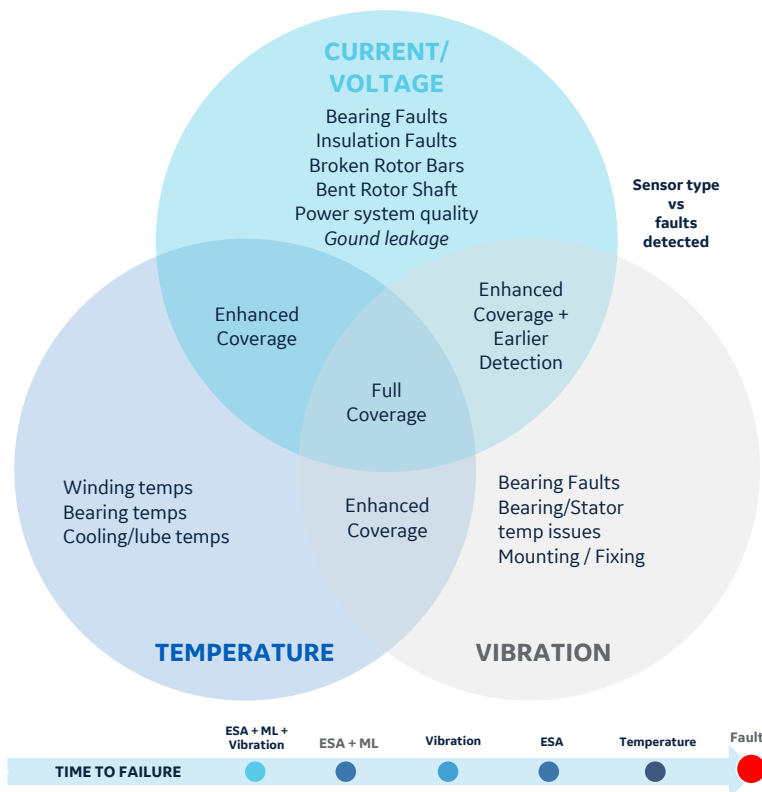 CURRENT/
VOLTAGE
Bearing Faults
Insulation Faults
Broken Rotor Bars
Bent Rotor Shaft
Power system quality
Gound leakage
Sensor type
vs
faults
detected
Enhanced
Coverage
Enhanced
Coverage +
Earlier
Detection
Full
Coverage
Winding temps
Bearing temps
Cooling/lube temps
Enhanced
Coverage
Bearing Faults
Bearing/Stator
temp issues
Mounting / Fixing
TEMPERATURE
VIBRATION
ESA + ML +
Vibration
ESA + ML
Vibration
ESA
Temperature
Fault
TIME TO FAILURE